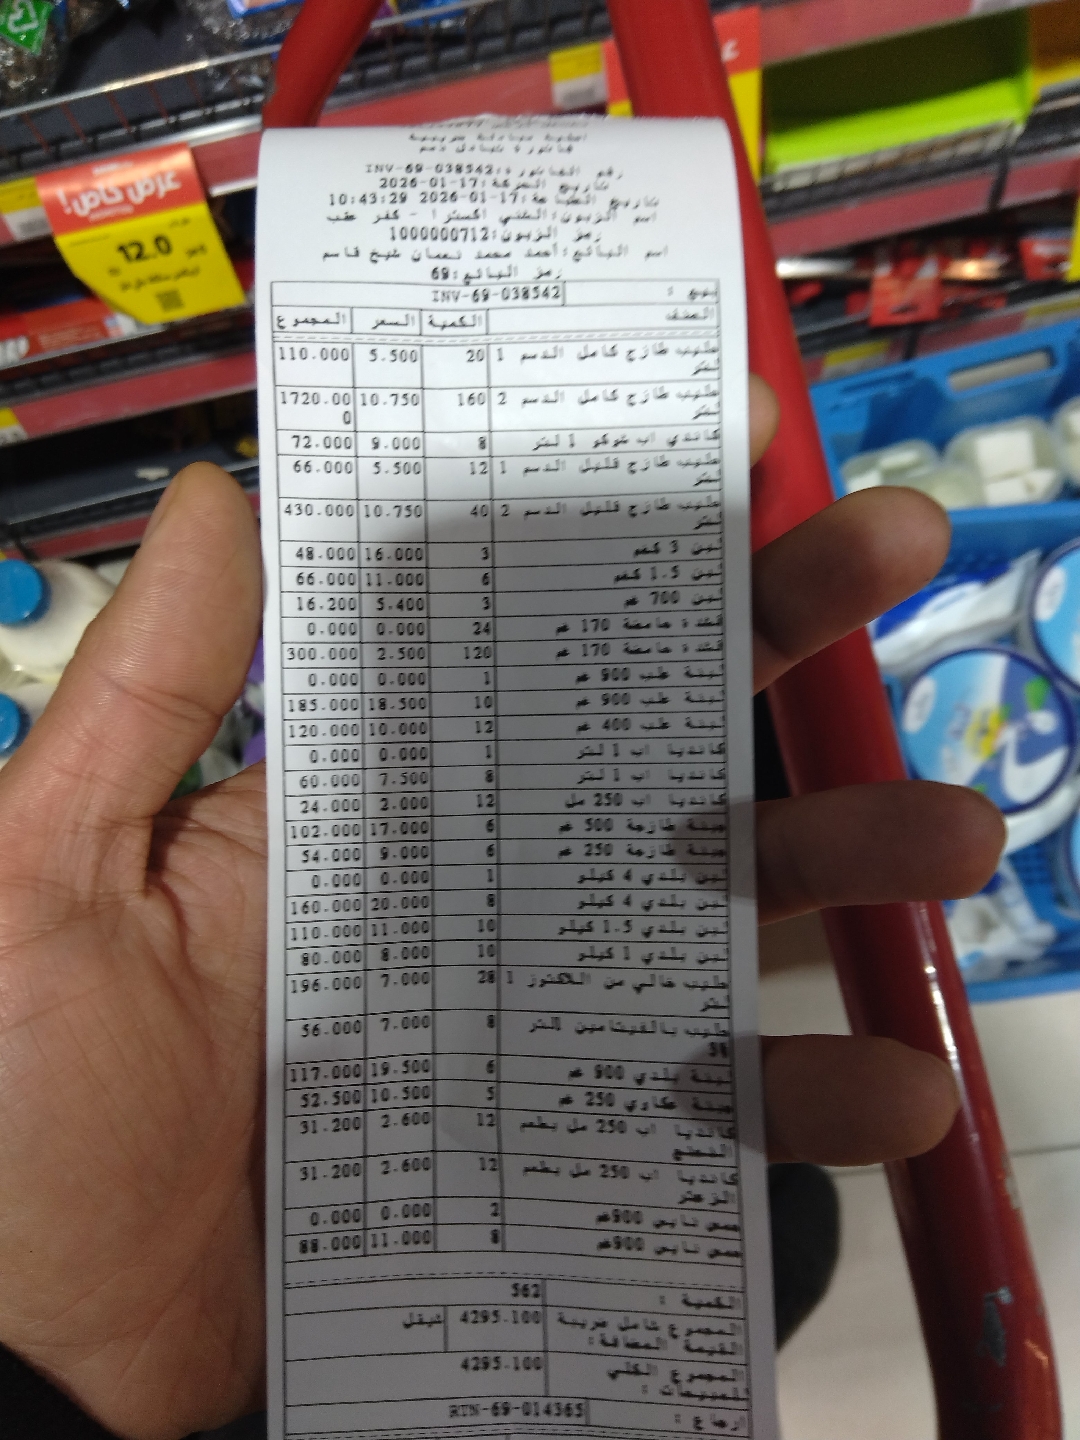 فاتورة تبادل دسم
رقم الفاتورة:INV-69-038542
تاريخ الحركة:2026-01-17
تاريخ الطباعة:2026-01-17 10:43:29
اسم الزبون:الشني اكسترا - كفر عقب
رمز الزبون:1000000712
اسم البائع:أحمد محمد نعمان شيخ قاسم
رمز البائع:69
بيع : INV-69-038542
الصنف الكمية السعر المجموع
حليب طازج كامل الدسم 1 لتر 20 5.500 110.000
حليب طازج كامل الدسم 2 لتر 160 10.750 1720.000
كاندي اب شوكو 1 لتر 8 9.000 72.000
حليب طازج قليل الدسم 1 لتر 12 5.500 66.000
حليب طازج قليل الدسم 2 لتر 40 10.750 430.000
لبن 3 كغم 3 16.000 48.000
لبن 1.5 كغم 6 11.000 66.000
لبن 700 غم 3 5.400 16.200
قشدة حامضة 170 غم 24 0.000 0.000
قشدة حامضة 170 غم 120 2.500 300.000
لبنة علب 900 غم 1 0.000 0.000
لبنة علب 900 غم 10 18.500 185.000
لبنة علب 400 غم 12 10.000 120.000
كانديا اب 1 لتر 1 0.000 0.000
كانديا اب 1 لتر 8 7.500 60.000
كانديا اب 250 مل 12 2.000 24.000
جبنة طازجة 500 غم 6 17.000 102.000
جبنة طازجة 250 غم 6 9.000 54.000
لبن بلدي 4 كيلو 1 0.000 0.000
لبن بلدي 4 كيلو 8 20.000 160.000
لبن بلدي 1.5 كيلو 10 11.000 110.000
لبن بلدي 1 كيلو 10 8.000 80.000
حليب خالي من اللاكتوز 1 لتر 28 7.000 196.000
حليب بالفيتامين 1لتر 8 7.000 56.000
لبنة بلدي 900 غم 6 19.500 117.000
جبنة عكاوي 250 غم 5 10.500 52.500
كانديا اب 250 مل بطعم النعنع 12 2.600 31.200
كانديا اب 250 مل بطعم الزعتر 12 2.600 31.200
حمص نابي 900غم 2 0.000 0.000
حمص نابي 900غم 8 11.000 88.000
الكمية : 562
المجموع شامل ضريبة القيمة المضافة: 4295.100 شيقل
المجموع الكلي للمبيعات : 4295.100
ارجاع : RTN-69-014365
عرض خاص!
12.0